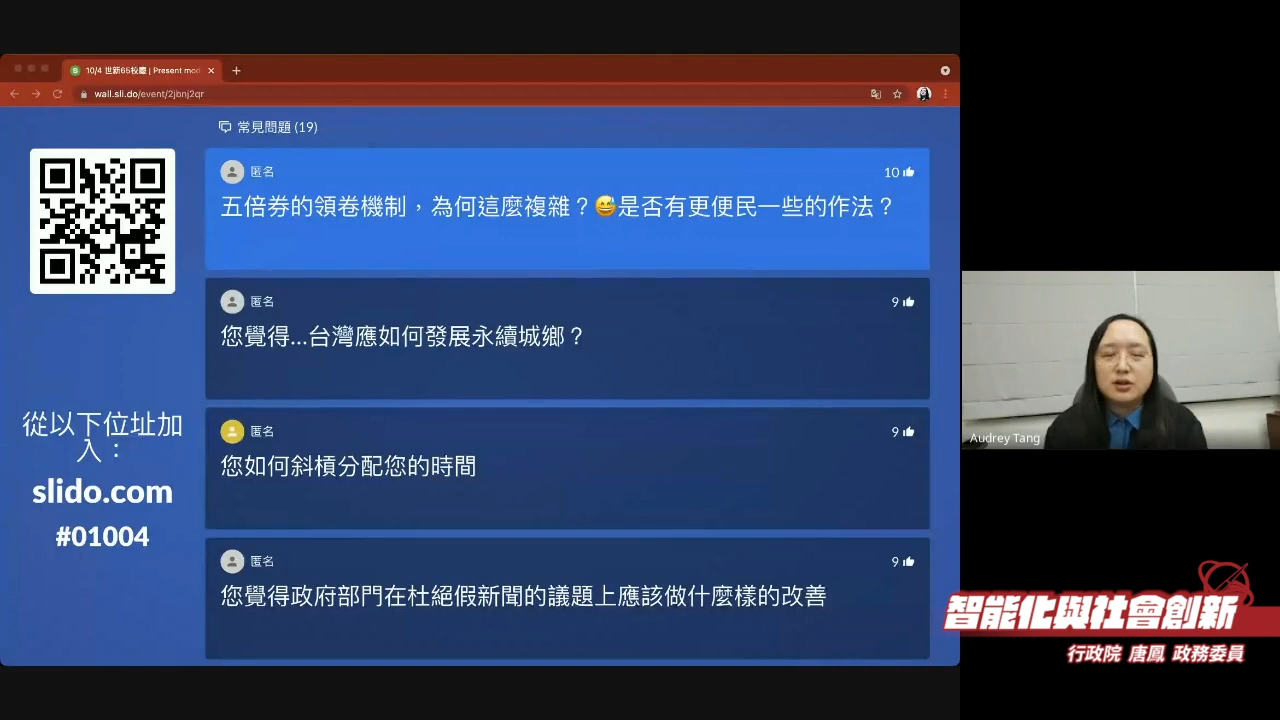 10/4 世新65校慶 | Present mod
wall.sli.do/event/2jbnj2qr
常見問題 (19)
匿名
10
五倍券的領卷機制，為何這麼複雜？😅是否有更便民一些的作法？
匿名
9
您覺得...台灣應如何發展永續城鄉？
匿名
9
您如何斜槓分配您的時間
匿名
9
您覺得政府部門在杜絕假新聞的議題上應該做什麼樣的改善
從以下位址加
入：
slido.com
#01004
Audrey Tang
智能化與社會創新
行政院 唐鳳 政務委員